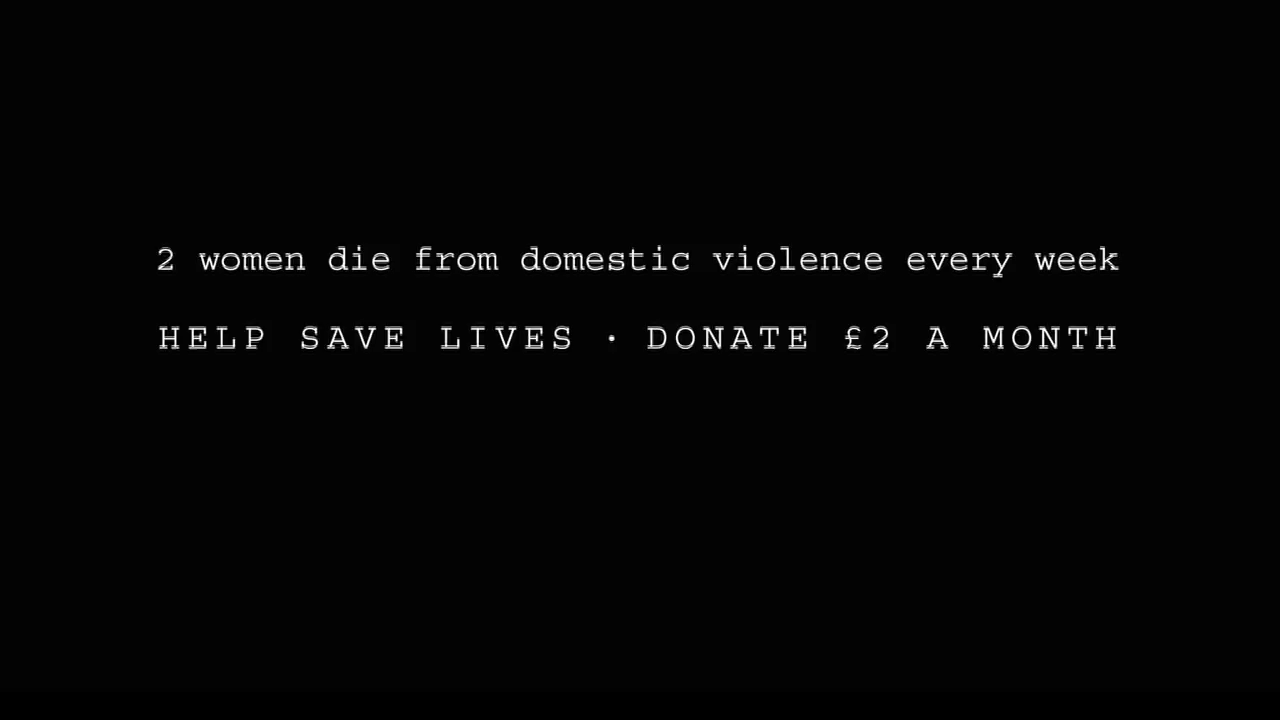 2 women die from domestic violence every week
HELP SAVE LIVES · DONATE £2 A MONTH